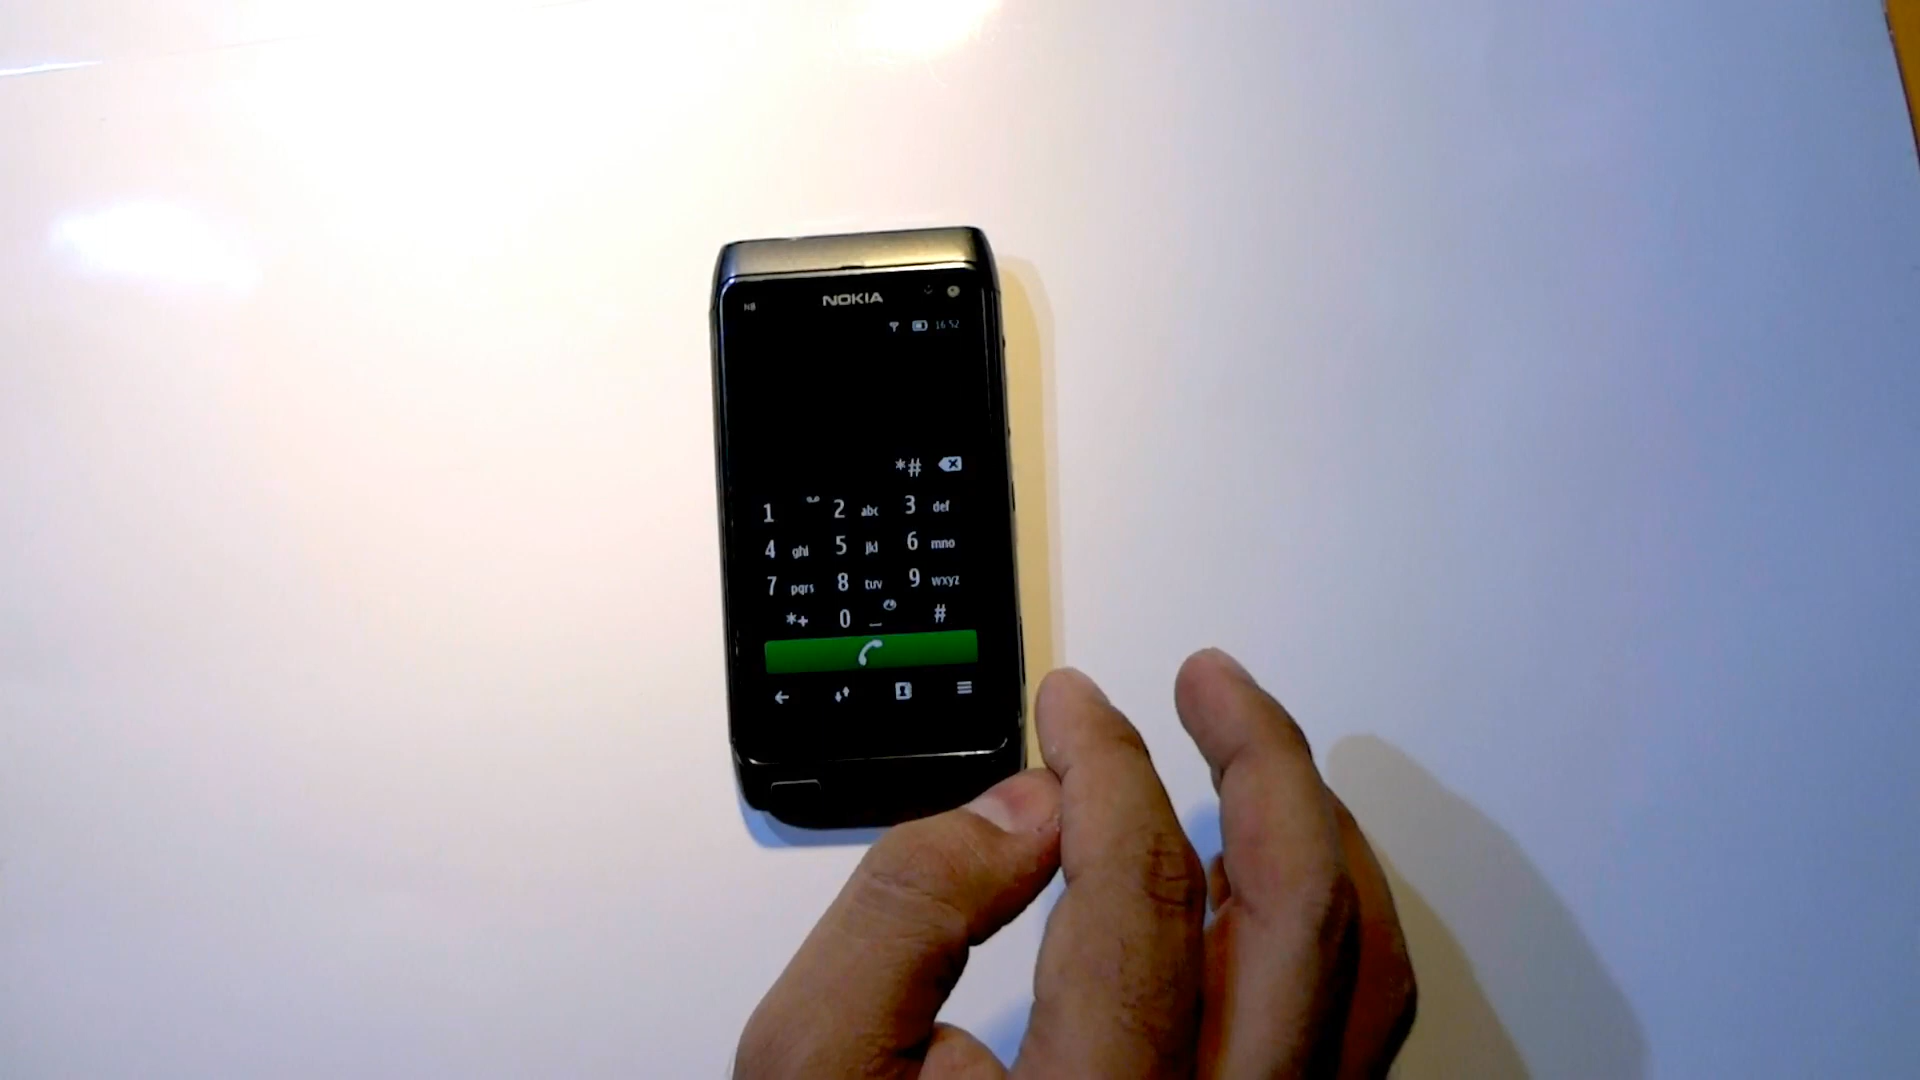 N8 NOKIA
16:52
*#
1 2 abc 3 def
4 ghi 5 jkl 6 mno
7 pqrs 8 tuv 9 wxyz
*+ 0 _ #